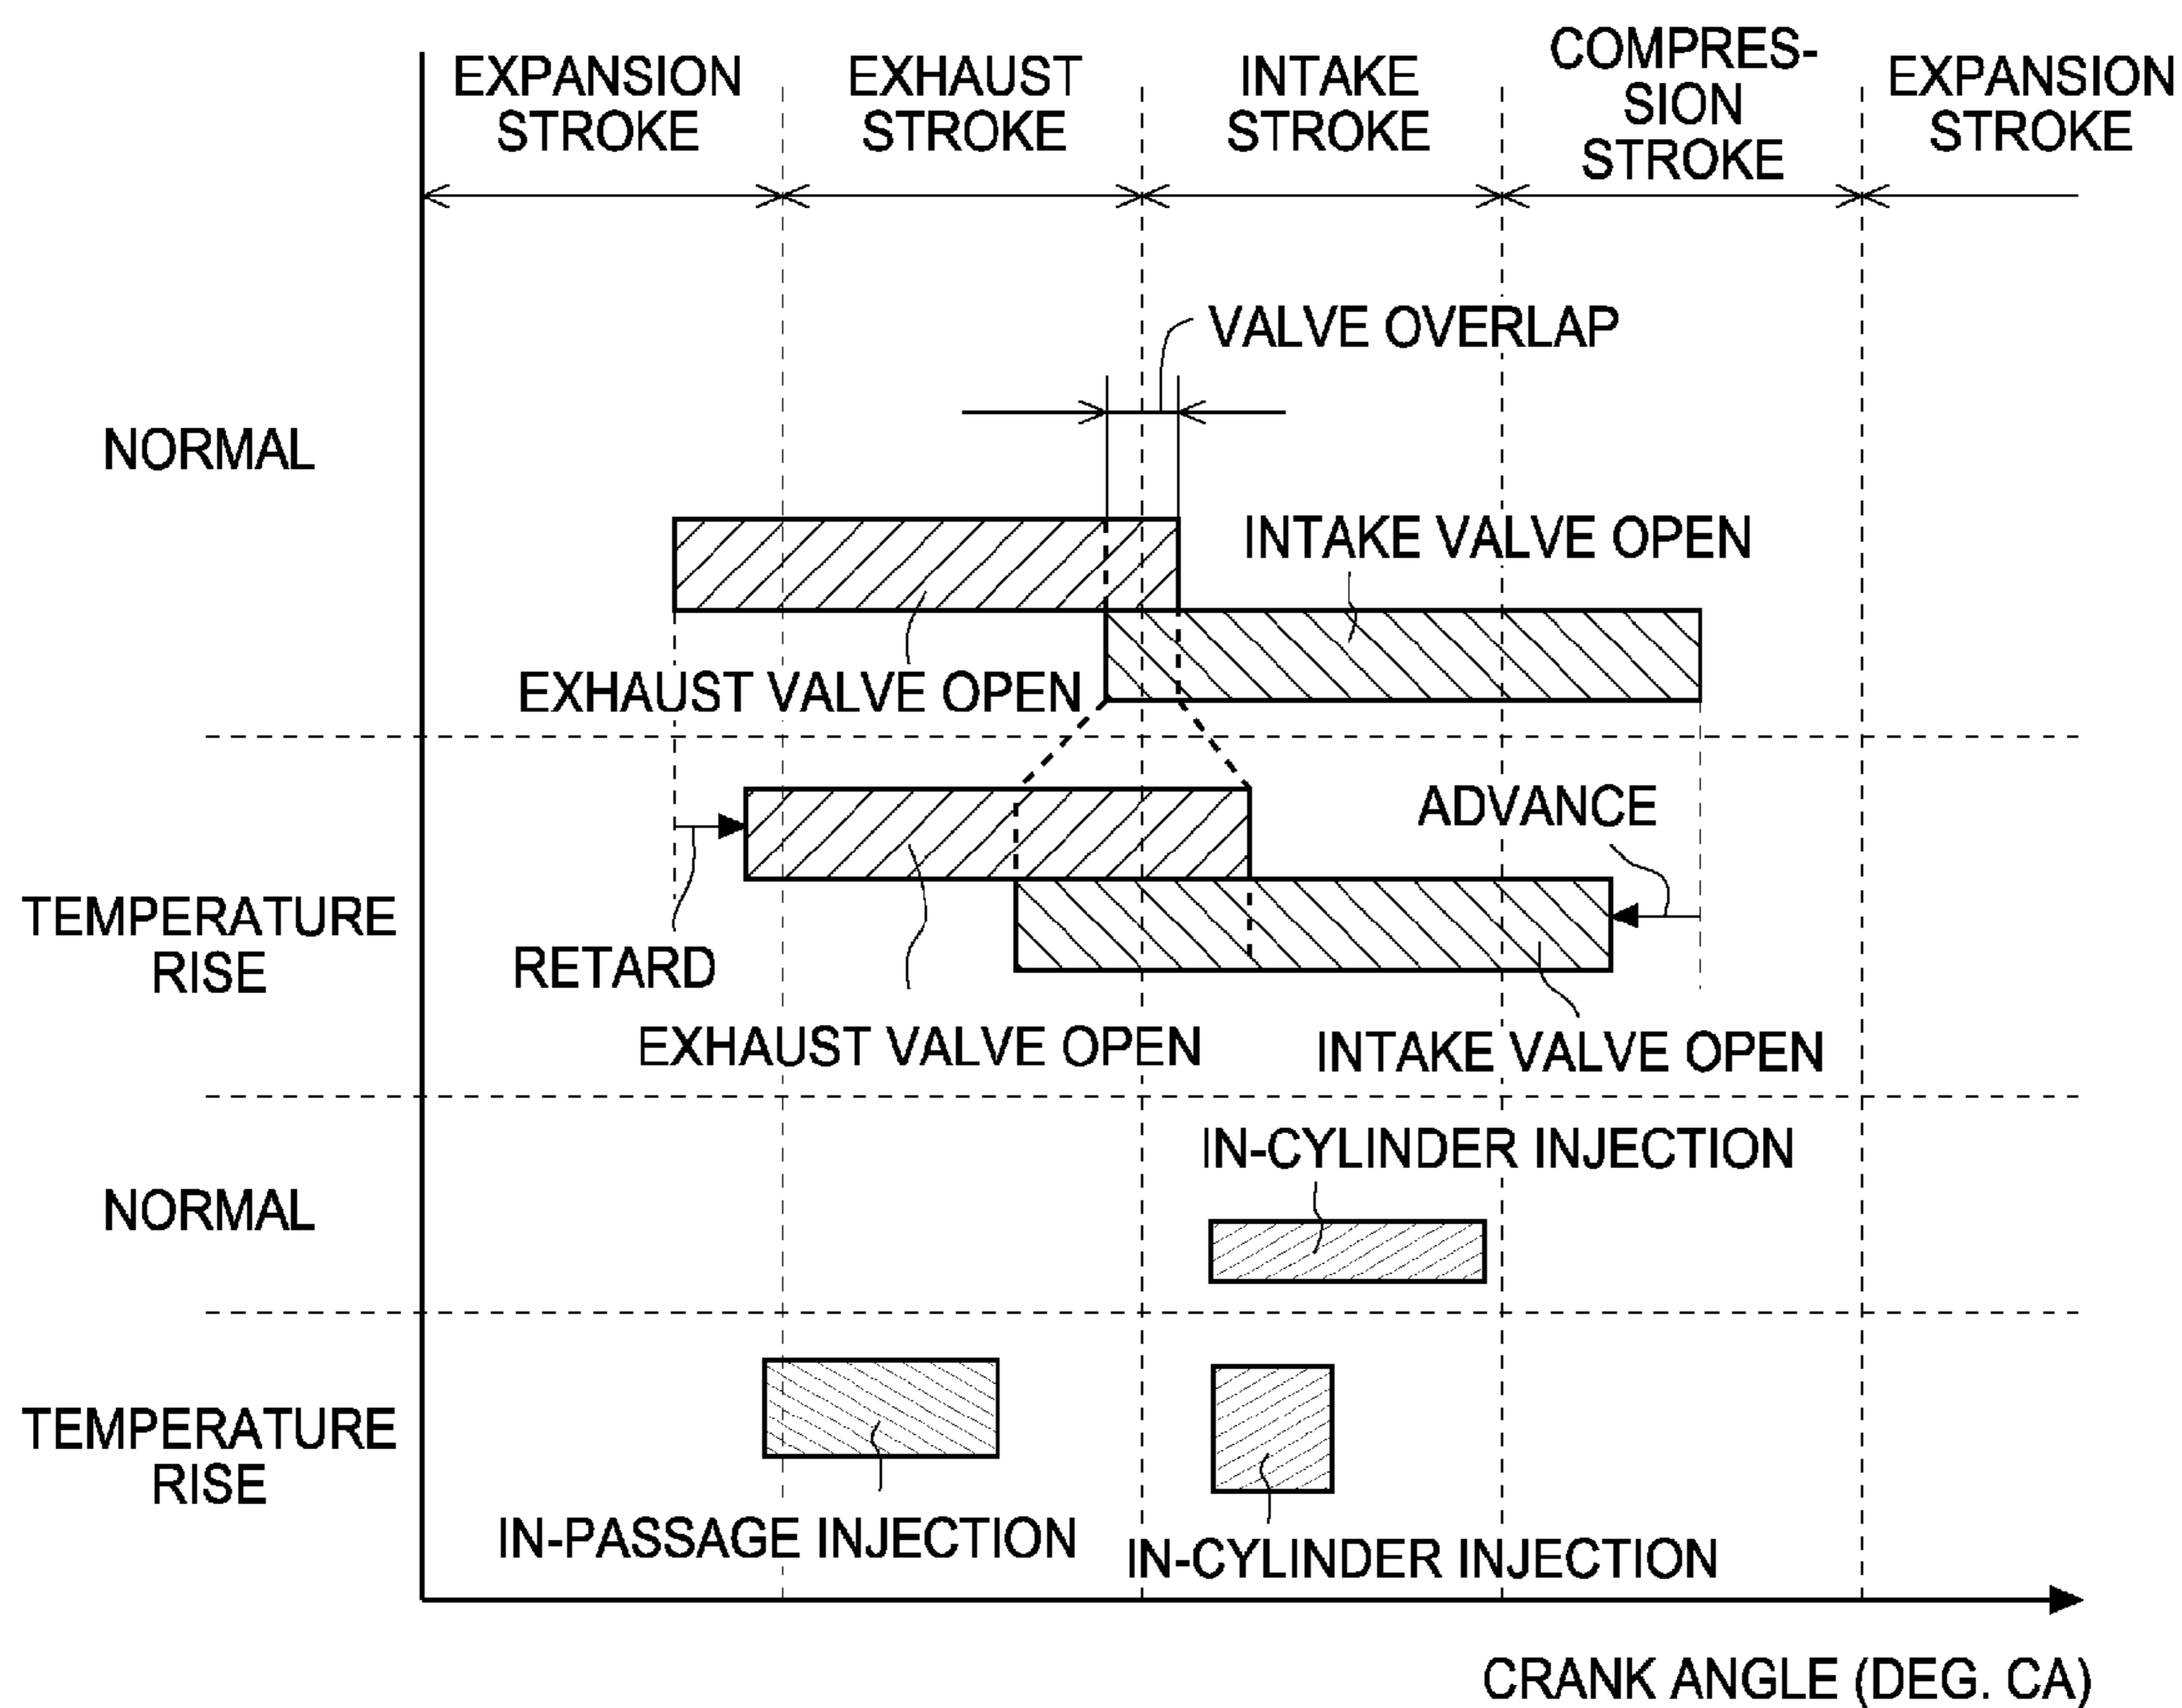 EXPANSION
STROKE
EXHAUST
STROKE
INTAKE
STROKE
COMPRES-
SION
STROKE
EXPANSION
STROKE
VALVE OVERLAP
NORMAL
INTAKE VALVE OPEN
EXHAUST VALVE OPEN
ADVANCE
TEMPERATURE
RISE
RETARD
EXHAUST VALVE OPEN
INTAKE VALVE OPEN
IN-CYLINDER INJECTION
NORMAL
TEMPERATURE
RISE
IN-PASSAGE INJECTION
IN-CYLINDER INJECTION
CRANK ANGLE (DEG. CA)